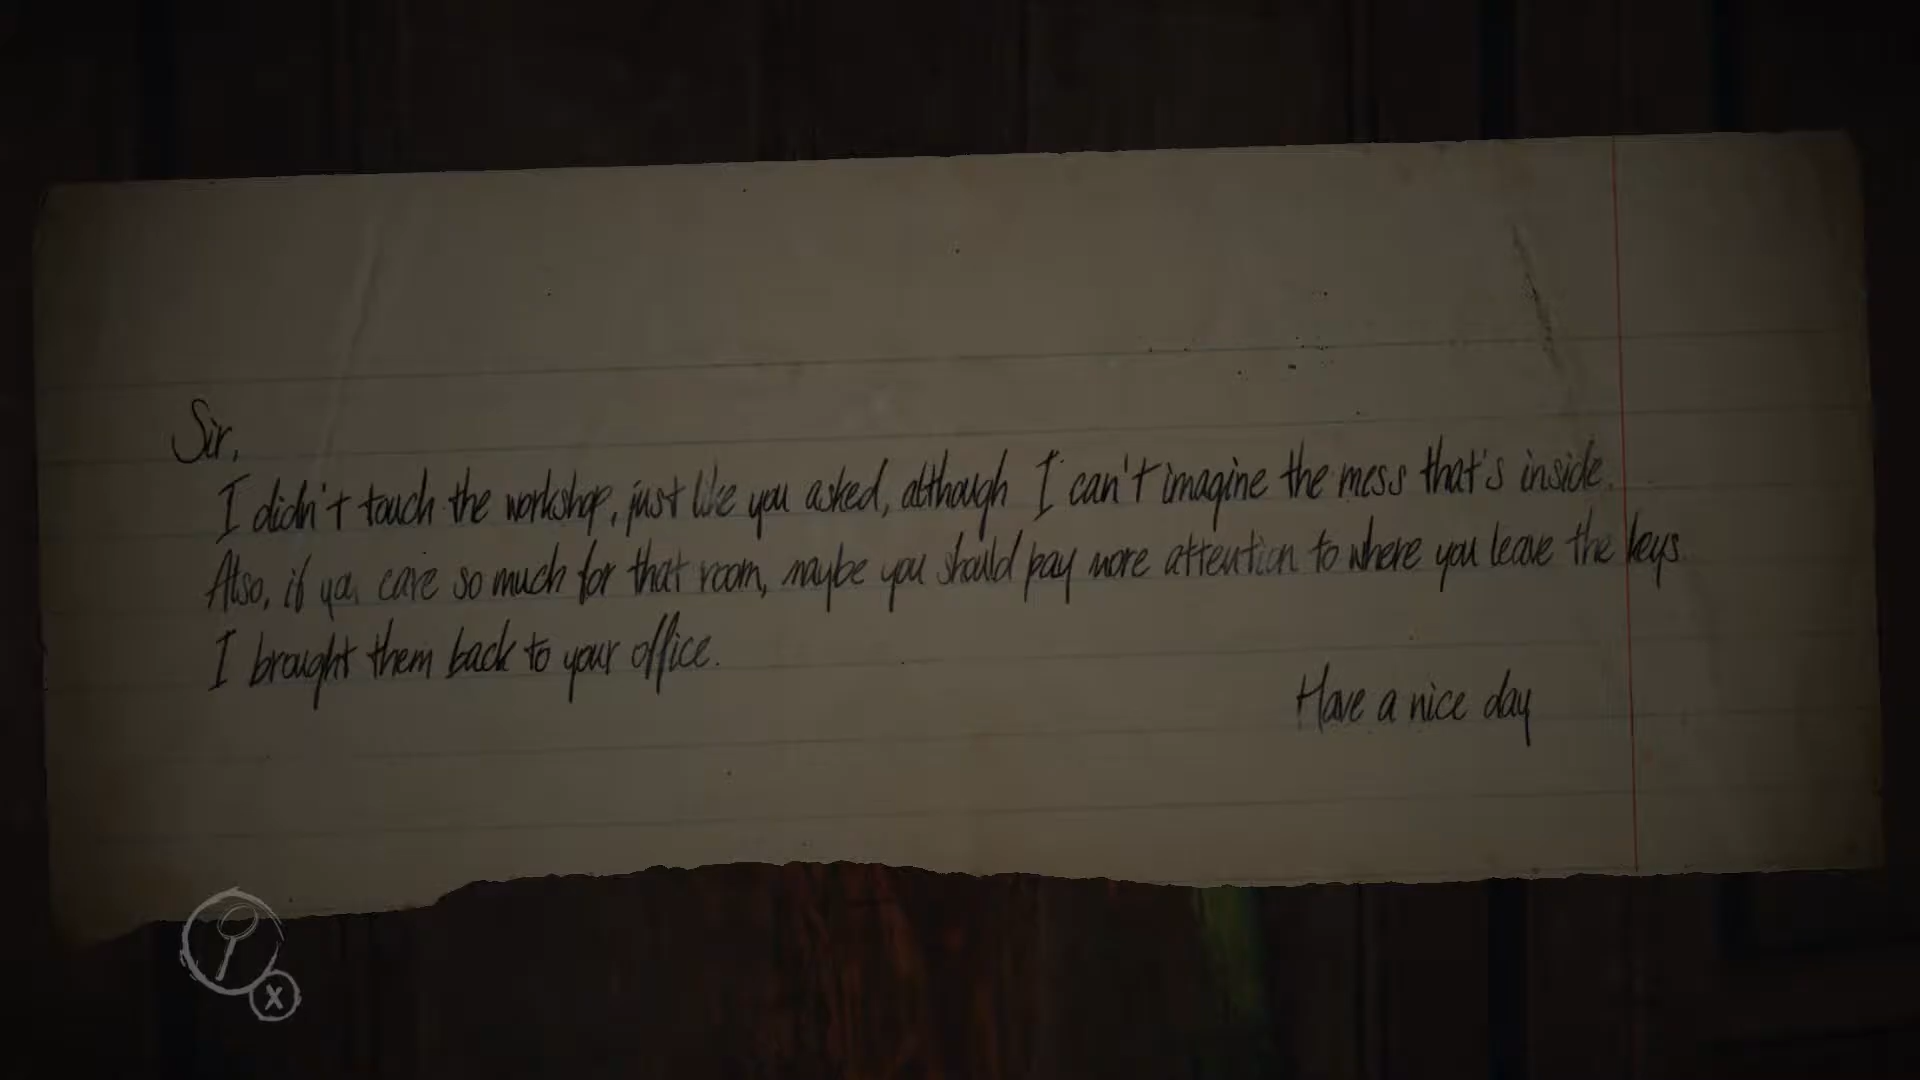 Sir,
I didn't touch the workshop, just like you asked, although I can't imagine the mess that's inside.
Also, if you care so much for that room, maybe you should pay more attention to where you leave the keys
I brought them back to your office.
Have a nice day
X